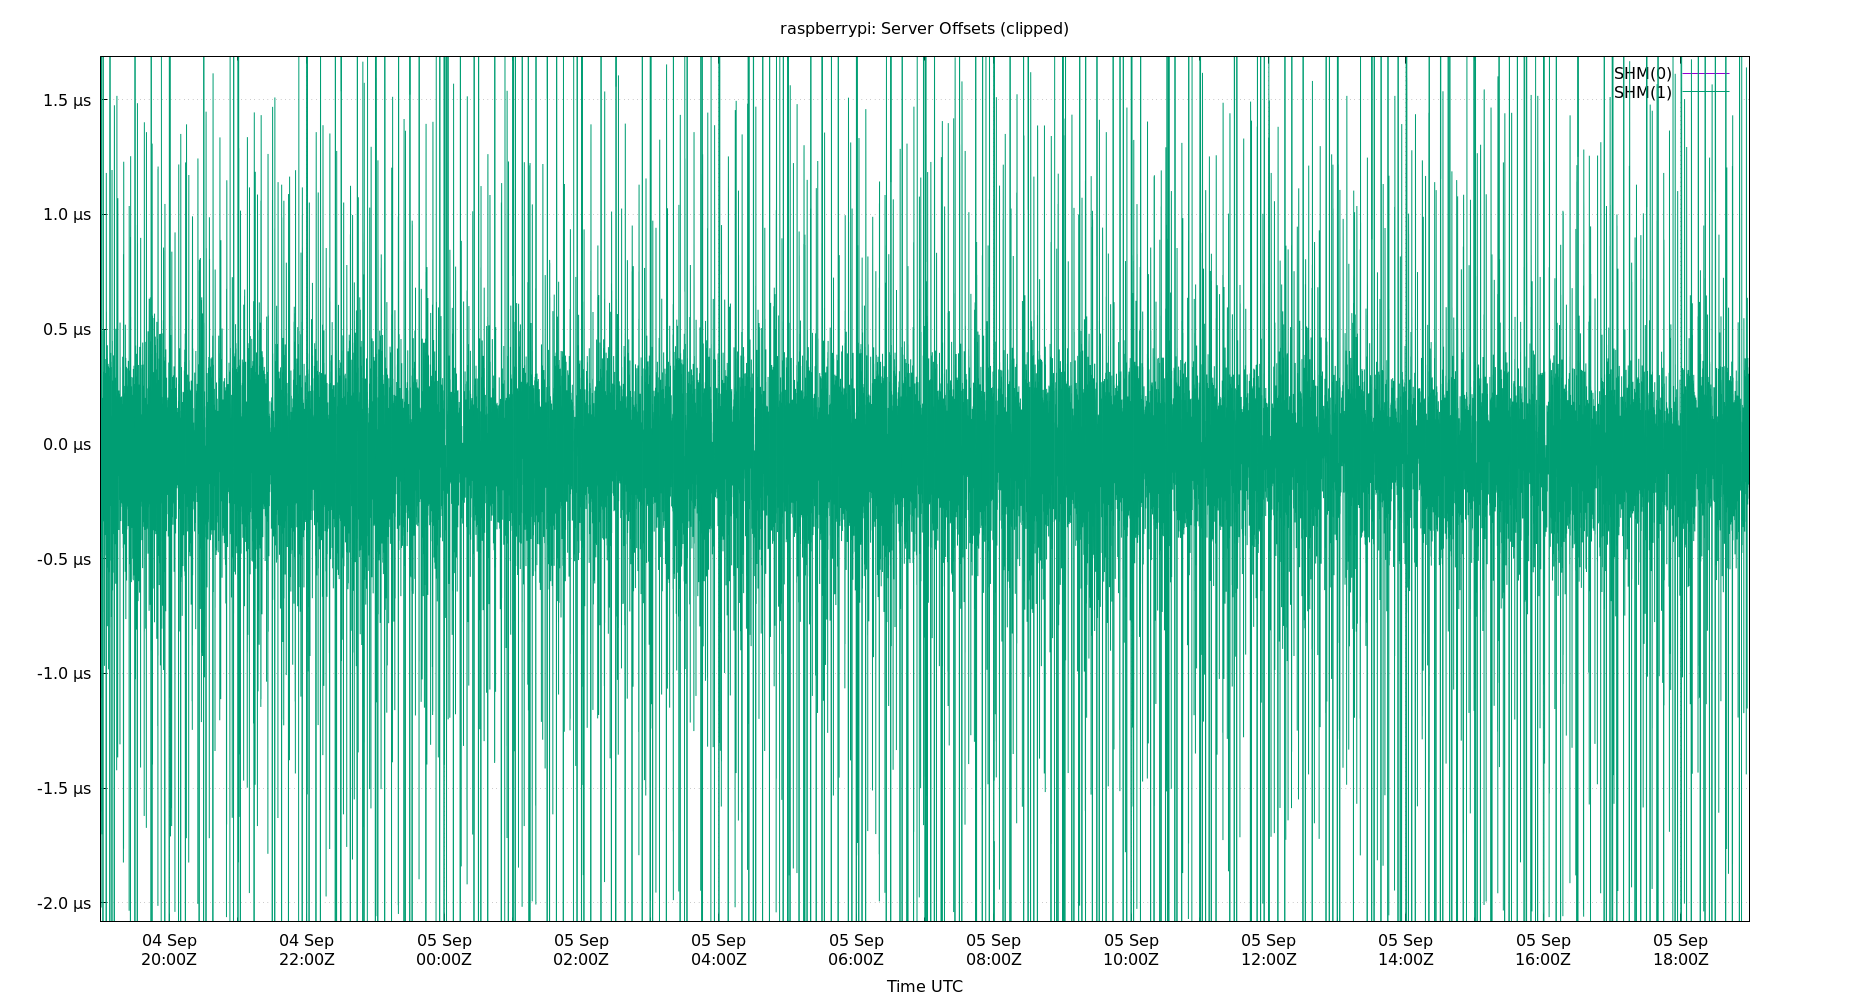 raspberrypi: Server Offsets (clipped)
SHM(0)
SHM(1)
1.5 µs
1.0 µs
0.5 µs
0.0 µs
-0.5 µs
-1.0 µs
-1.5 µs
-2.0 µs
04 Sep 04 Sep 05 Sep 05 Sep 05 Sep 05 Sep 05 Sep 05 Sep 05 Sep 05 Sep 05 Sep 05 Sep
20:00Z 22:00Z 00:00Z 02:00Z 04:00Z 06:00Z 08:00Z 10:00Z 12:00Z 14:00Z 16:00Z 18:00Z
Time UTC